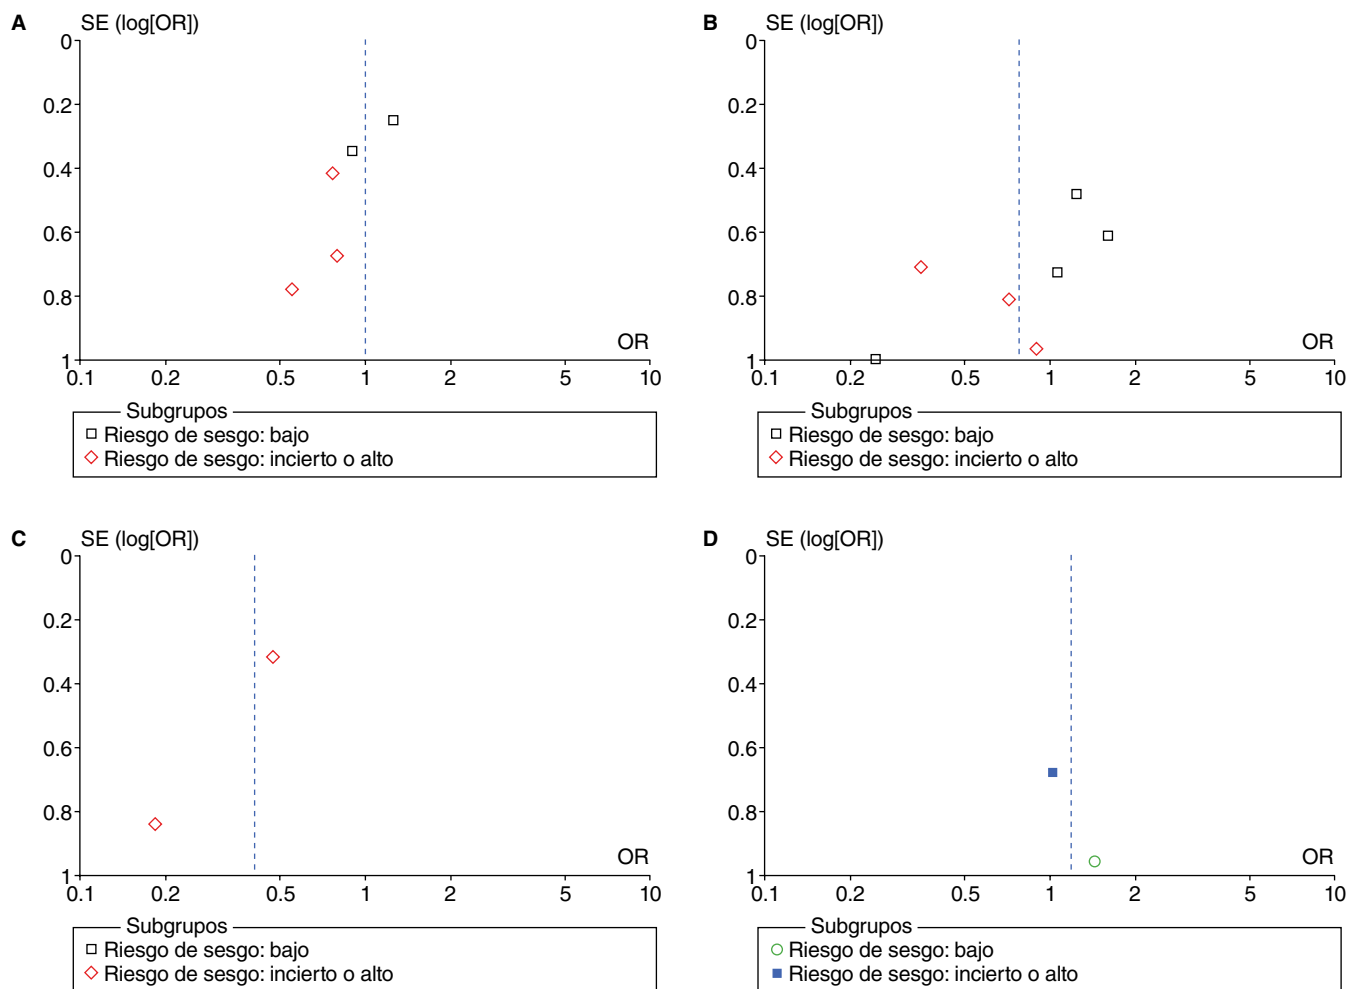 A
SE (log[OR])
0
0.2
0.4
0.6
0.8
1
OR
0.1 0.2 0.5 1 2 5 10
Subgrupos
Riesgo de sesgo: bajo
Riesgo de sesgo: incierto o alto
B
SE (log[OR])
0
0.2
0.4
0.6
0.8
1
OR
0.1 0.2 0.5 1 2 5 10
Subgrupos
Riesgo de sesgo: bajo
Riesgo de sesgo: incierto o alto
C
SE (log[OR])
0
0.2
0.4
0.6
0.8
1
OR
0.1 0.2 0.5 1 2 5 10
Subgrupos
Riesgo de sesgo: bajo
Riesgo de sesgo: incierto o alto
D
SE (log[OR])
0
0.2
0.4
0.6
0.8
1
OR
0.1 0.2 0.5 1 2 5 10
Subgrupos
Riesgo de sesgo: bajo
Riesgo de sesgo: incierto o alto